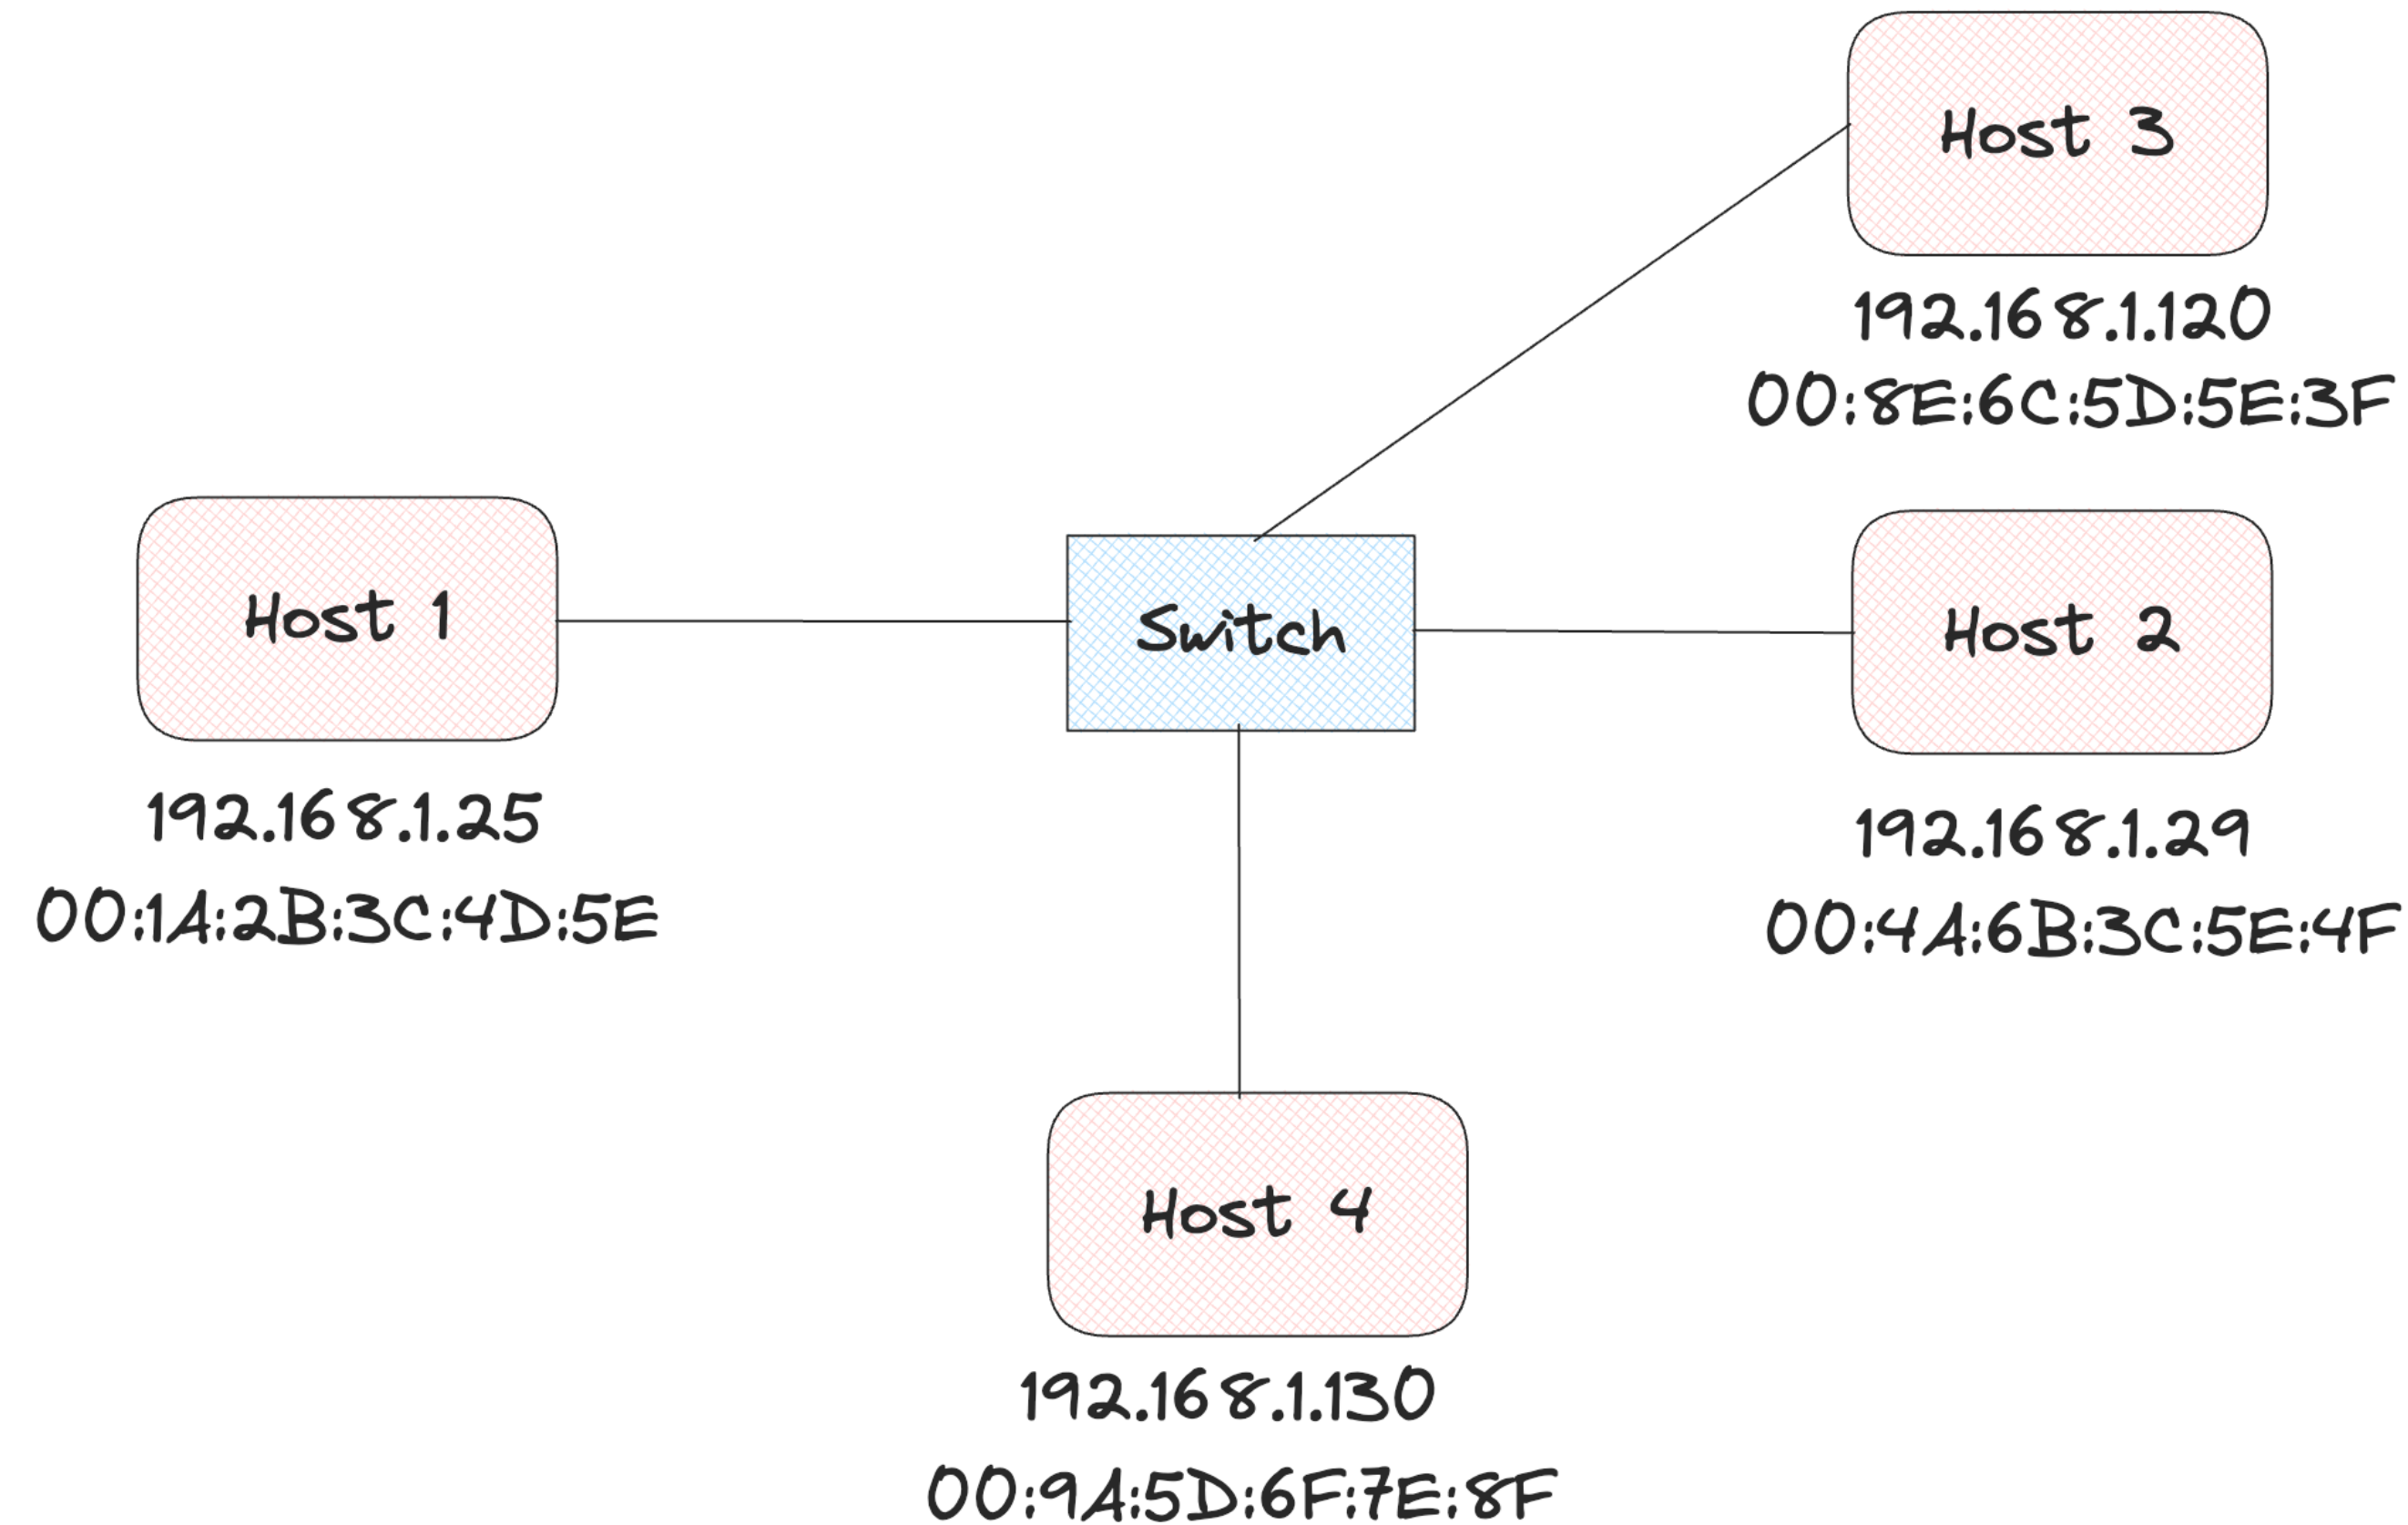 Host 3
192.168.1.120
00:8E:6C:5D:5E:3F
Host 1
192.168.1.25
00:1A:2B:3C:4D:5E
Switch
Host 2
192.168.1.29
00:4A:6B:3C:5E:4F
Host 4
192.168.1.130
00:9A:5D:6F:7E:8F